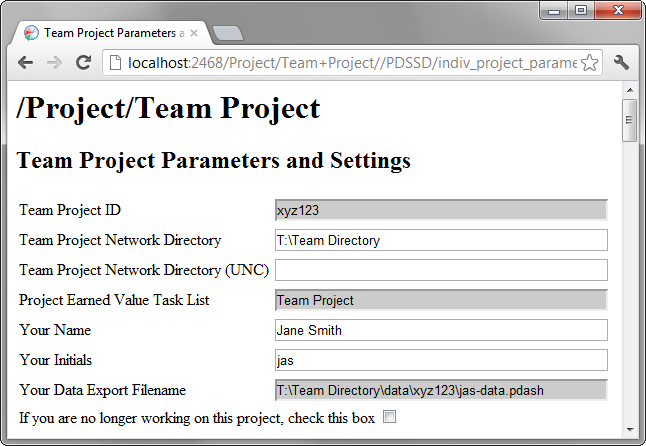 Team Project Parameters a
localhost:2468/Project/Team+Project//PDSSD/indiv_project_parame
/Project/Team Project
Team Project Parameters and Settings
Team Project ID xyz123
Team Project Network Directory T:\Team Directory
Team Project Network Directory (UNC)
Project Earned Value Task List Team Project
Your Name Jane Smith
Your Initials jas
Your Data Export Filename T:\Team Directory\data\xyz123\jas-data.pdash
If you are no longer working on this project, check this box